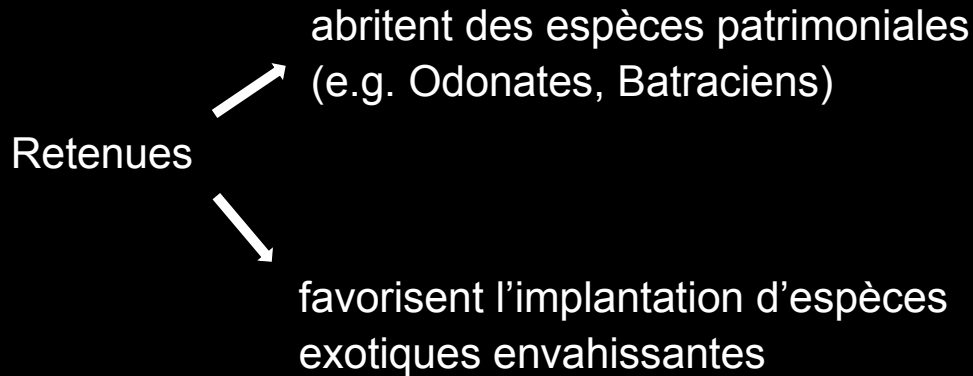 abritent des espèces patrimoniales
(e.g. Odonates, Batraciens)
Retenues
favorisent l’implantation d’espèces
exotiques envahissantes